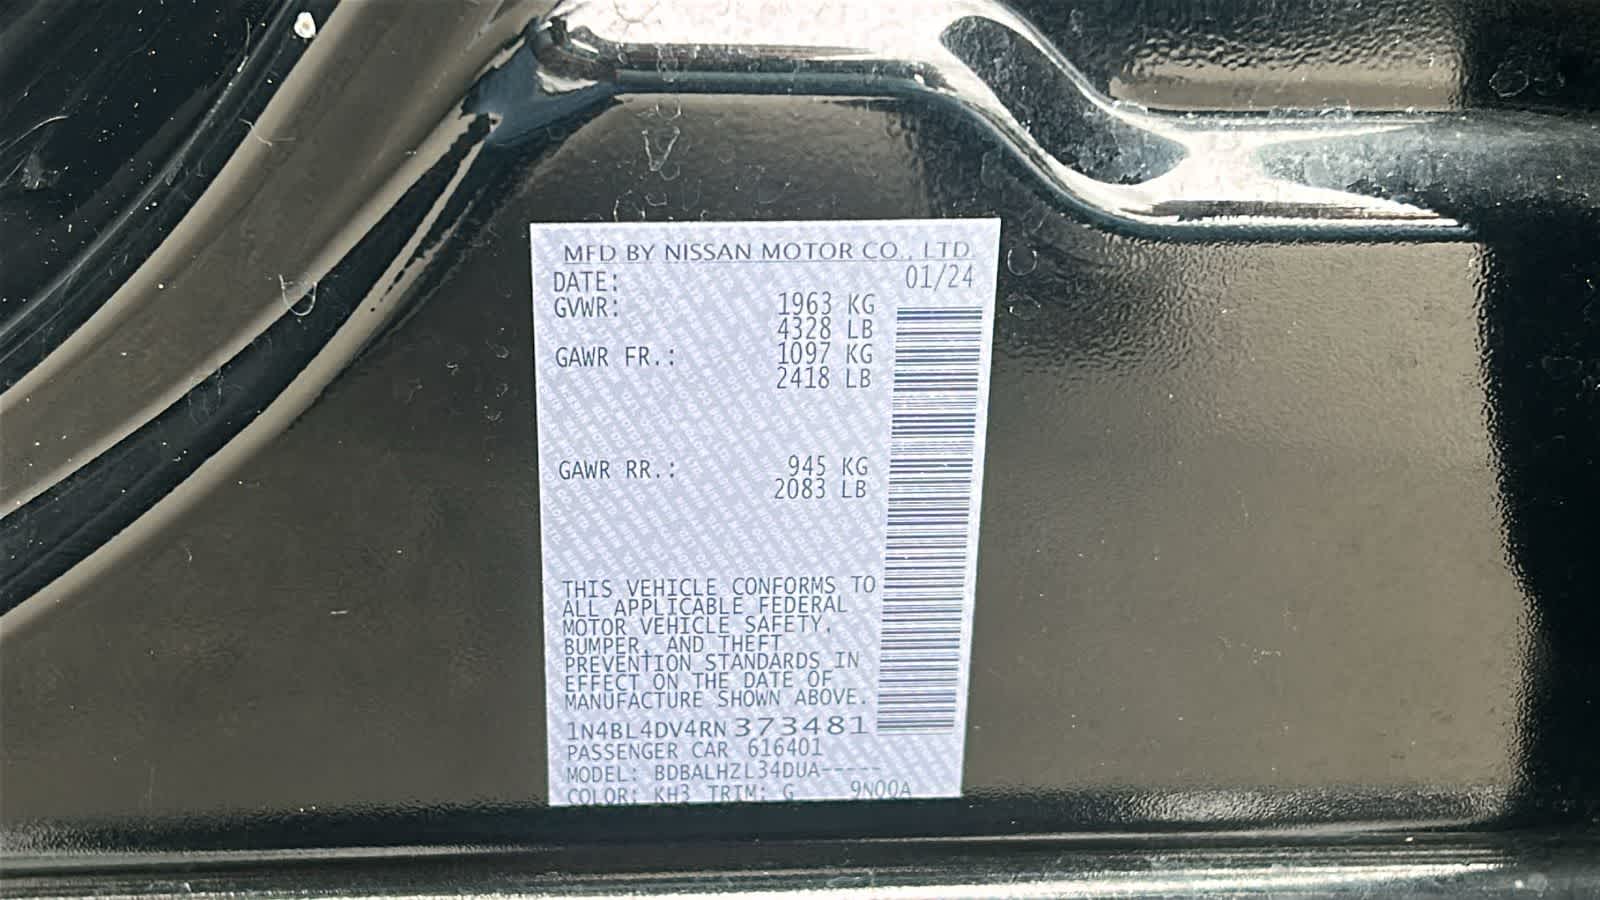 MFD BY NISSAN MOTOR CO., LTD
DATE: 01/24
GVWR: 1963 KG
4328 LB
GAWR FR.: 1097 KG
2418 LB
GAWR RR.: 945 KG
2083 LB
THIS VEHICLE CONFORMS TO
ALL APPLICABLE FEDERAL
MOTOR VEHICLE SAFETY,
BUMPER, AND THEFT
PREVENTION STANDARDS IN
EFFECT ON THE DATE OF
MANUFACTURE SHOWN ABOVE.
1N4BL4DV4RN373481
PASSENGER CAR 616401
MODEL: BDBALHZL34DUA-----
COLOR: KH3 TRIM: G 9N00A